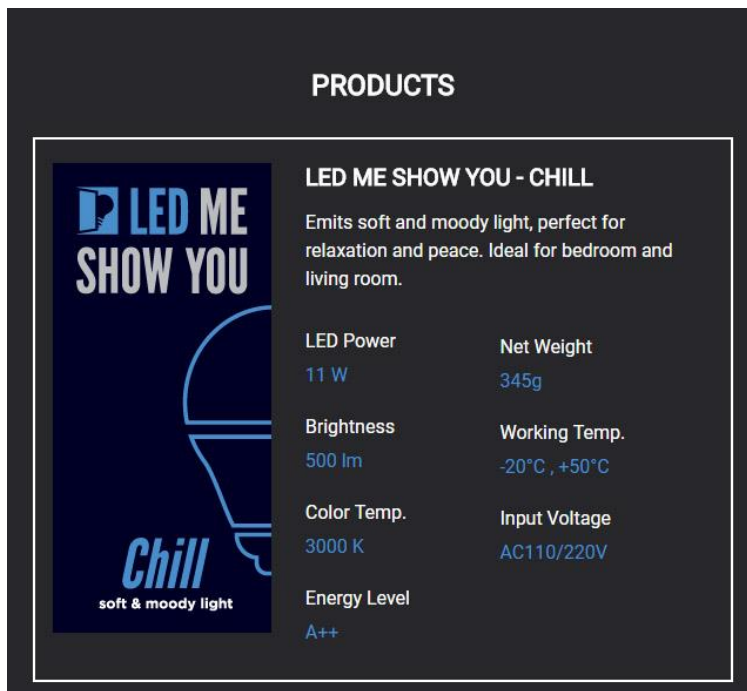 PRODUCTS
LED ME
SHOW YOU
Chill
soft & moody light
LED ME SHOW YOU - CHILL
Emits soft and moody light, perfect for
relaxation and peace. Ideal for bedroom and
living room.
LED Power
11 W
Brightness
500 lm
Color Temp.
3000 K
Energy Level
A++
Net Weight
345g
Working Temp.
-20°C , +50°C
Input Voltage
AC110/220V